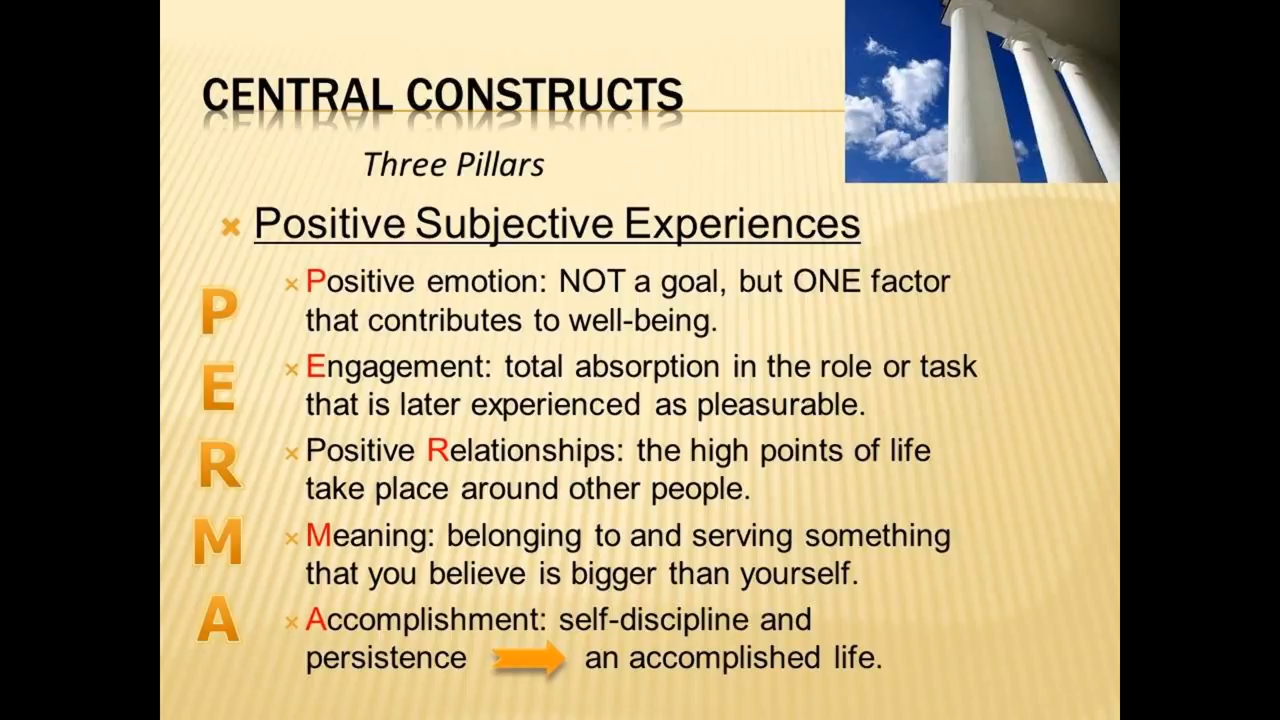 CENTRAL CONSTRUCTS
Three Pillars
Positive Subjective Experiences
Positive emotion: NOT a goal, but ONE factor
that contributes to well-being.
Engagement: total absorption in the role or task
that is later experienced as pleasurable.
Positive Relationships: the high points of life
take place around other people.
Meaning: belonging to and serving something
that you believe is bigger than yourself.
Accomplishment: self-discipline and
persistence an accomplished life.
P
E
R
M
A